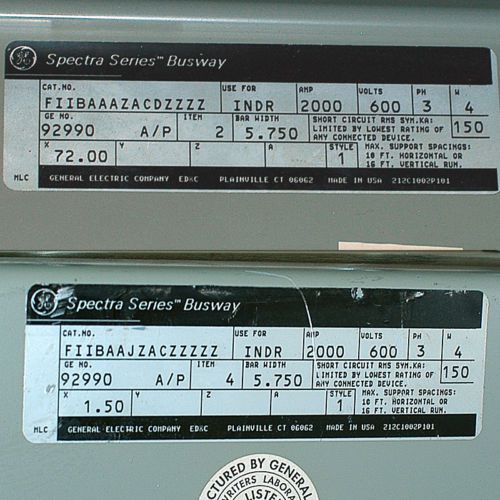 GE Spectra Series™ Busway
CAT.NO. USE FOR AMP VOLTS PH W
FIIBAAAZACDZZZZ INDR 2000 600 3 4
GE NO. ITEM BAR WIDTH SHORT CIRCUIT RMS SYM.KA:
92990 A/P 2 5.750 LIMITED BY LOWEST RATING OF 150
ANY CONNECTED DEVICE.
X Y Z A STYLE MAX. SUPPORT SPACINGS:
72.00 1 10 FT. HORIZONTAL OR
16 FT. VERTICAL RUN.
MLC GENERAL ELECTRIC COMPANY ED&C PLAINVILLE CT 06062 MADE IN USA 212C1002P101
GE Spectra Series™ Busway
CAT.NO. USE FOR AMP VOLTS PH W
FIIBAAJZACZZZZZ INDR 2000 600 3 4
GE NO. ITEM BAR WIDTH SHORT CIRCUIT RMS SYM.KA:
92990 A/P 4 5.750 LIMITED BY LOWEST RATING OF 150
ANY CONNECTED DEVICE.
X Y Z A STYLE MAX. SUPPORT SPACINGS:
1.50 1 10 FT. HORIZONTAL OR
16 FT. VERTICAL RUN.
MLC GENERAL ELECTRIC COMPANY ED&C PLAINVILLE CT 06062 MADE IN USA 212C1002P101
CTURED BY GENERAL
RITERS LABORA
LISTE